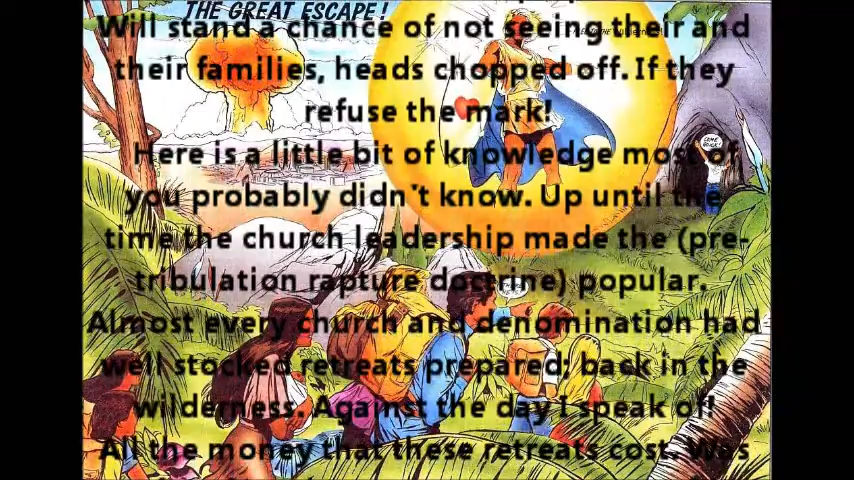 THE GREAT ESCAPE!
Will stand a chance of not seeing their and
their families, heads chopped off. If they
refuse the mark!
Here is a little bit of knowledge most of
you probably didn't know. Up until the
time the church leadership made the (pre-
tribulation rapture doctrine) popular.
Almost every church and denomination had
well stocked retreats prepared; back in the
wilderness. Against the day I speak of!
All the money that these retreats cost. Was
COME BACK!